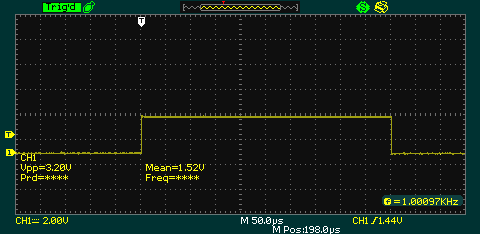 Trig'd
T
T
1
CH1
Vpp=3.20V Mean=1.52V
Prd=**** Freq=****
f=1.00097KHz
CH1 2.00V M 50.0µs CH1 1.44V
M Pos:198.0µs